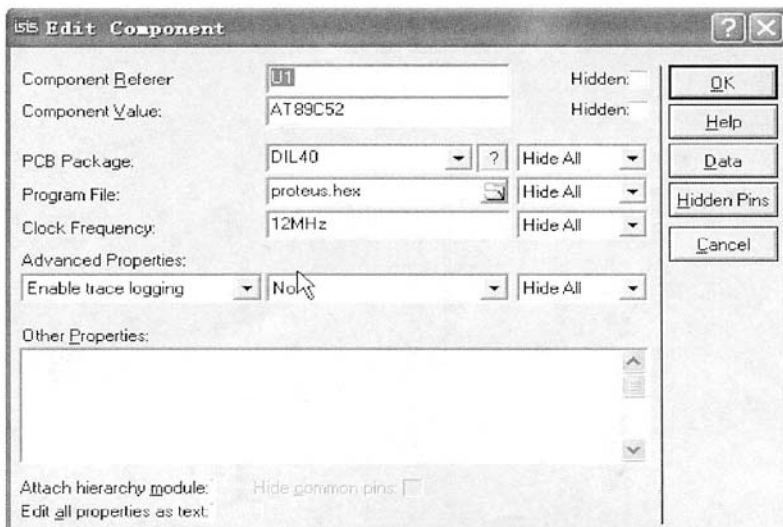 isis Edit Component
Component Referer U1 Hidden:
Component Value: AT89C52 Hidden:
PCB Package: DIL40 ? Hide All
Program File: proteus.hex Hide All
Clock Frequency: 12MHz Hide All
Advanced Properties:
Enable trace logging No Hide All
Other Properties:
Attach hierarchy module: Hide common pins:
Edit all properties as text:
OK
Help
Data
Hidden Pins
Cancel